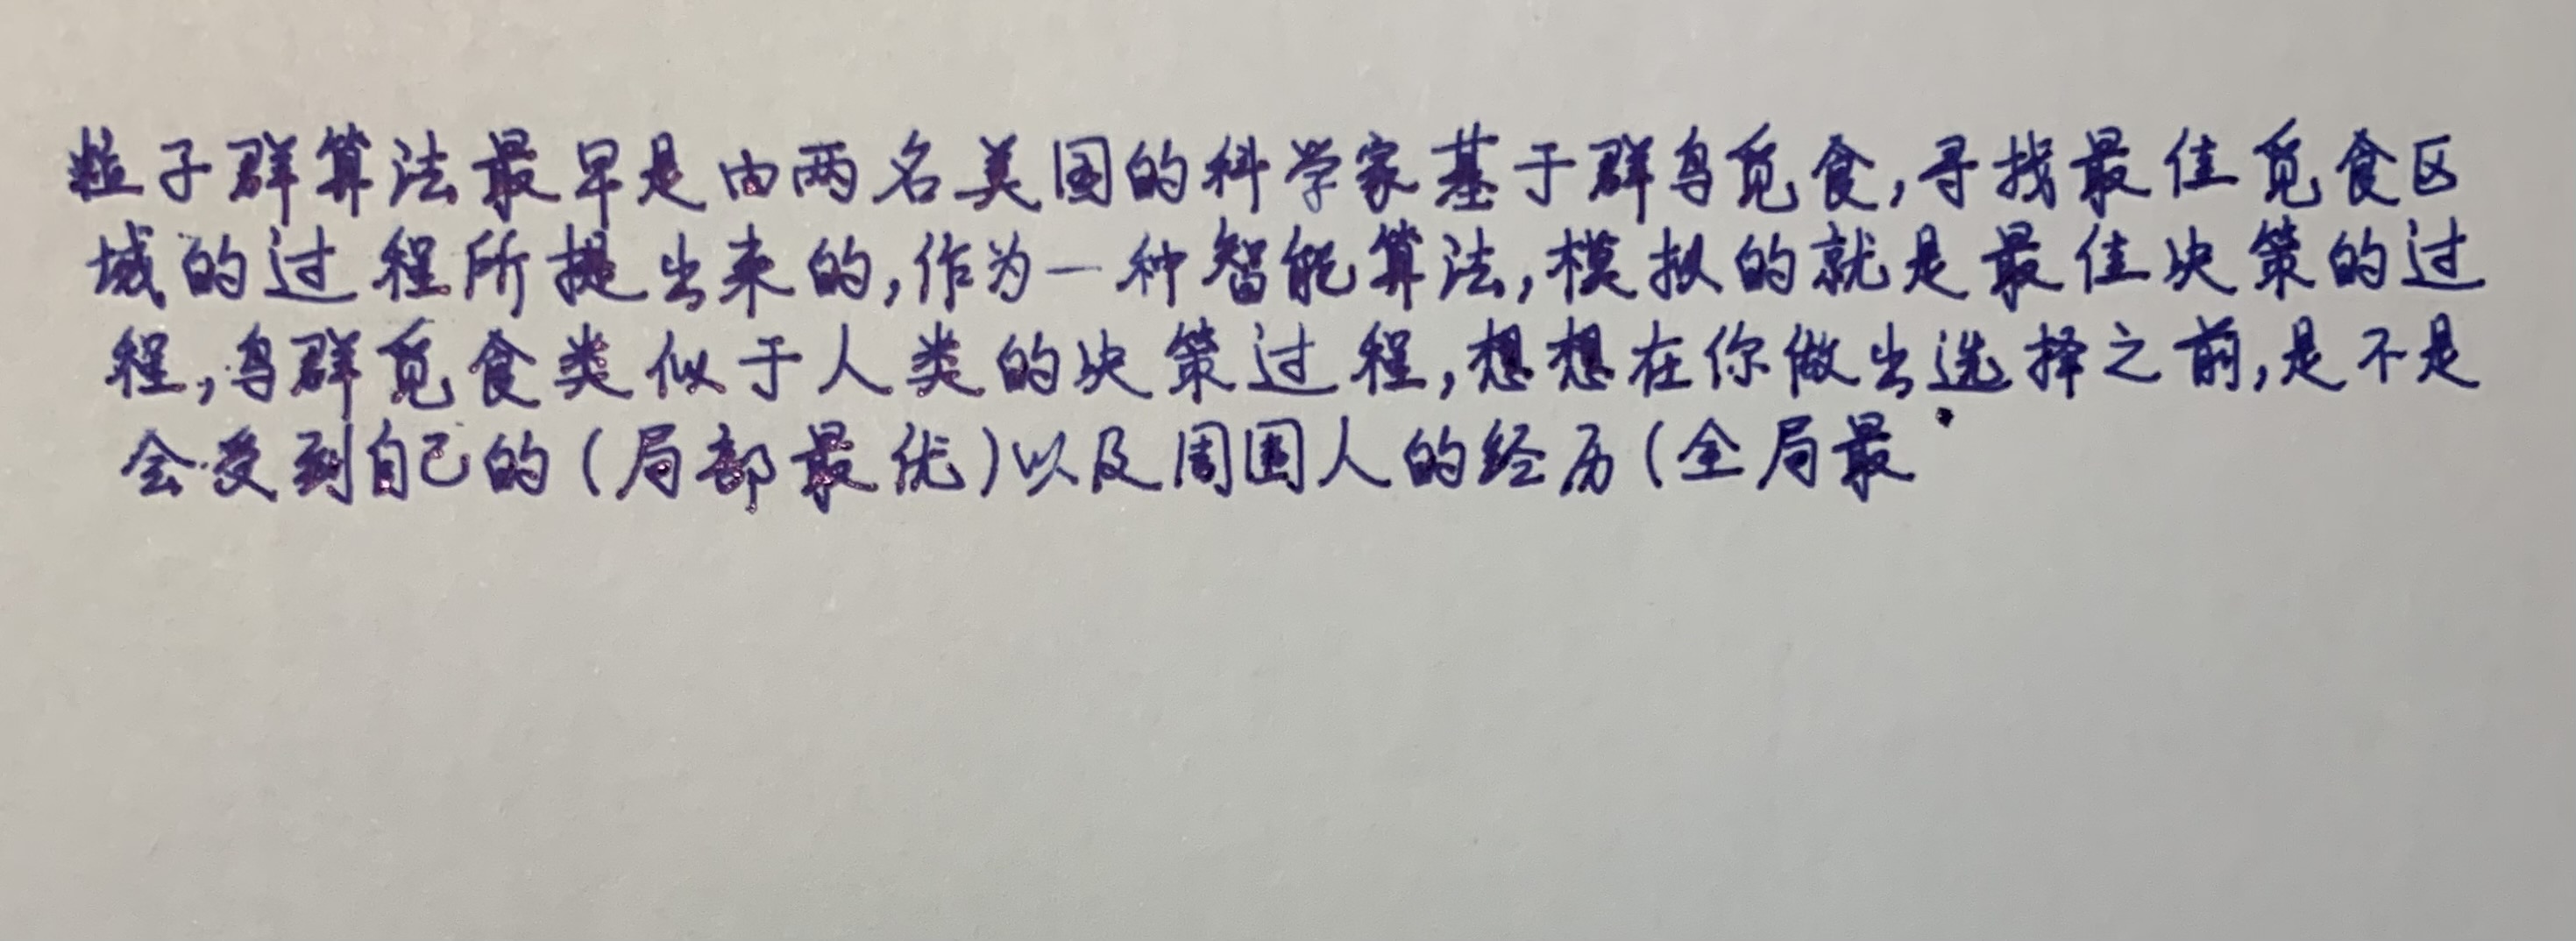 粒子群算法最早是由两名美国的科学家基于群鸟觅食,寻找最佳觅食区
域的过程所提出来的,作为一种智能算法,模拟的就是最佳决策的过
程,鸟群觅食类似于人类的决策过程,想想在你做出选择之前,是不是
会受到自己的(局部最优)以及周围人的经历(全局最